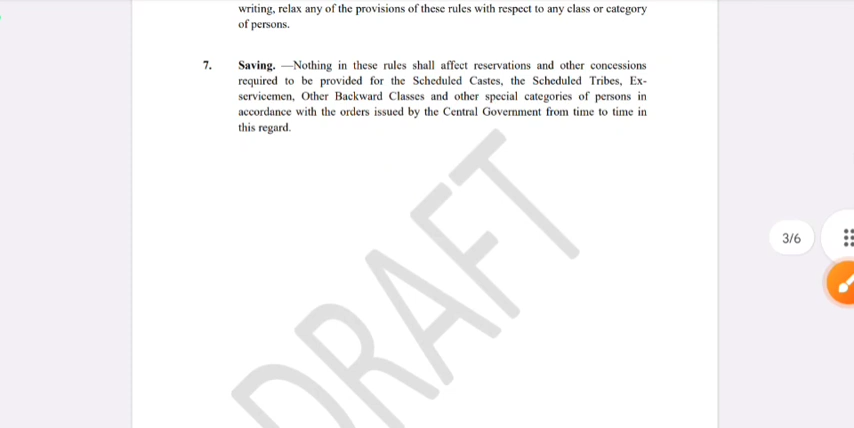 writing, relax any of the provisions of these rules with respect to any class or category
of persons.
7. Saving. —Nothing in these rules shall affect reservations and other concessions
required to be provided for the Scheduled Castes, the Scheduled Tribes, Ex-
servicemen, Other Backward Classes and other special categories of persons in
accordance with the orders issued by the Central Government from time to time in
this regard.
DRAFT
3/6